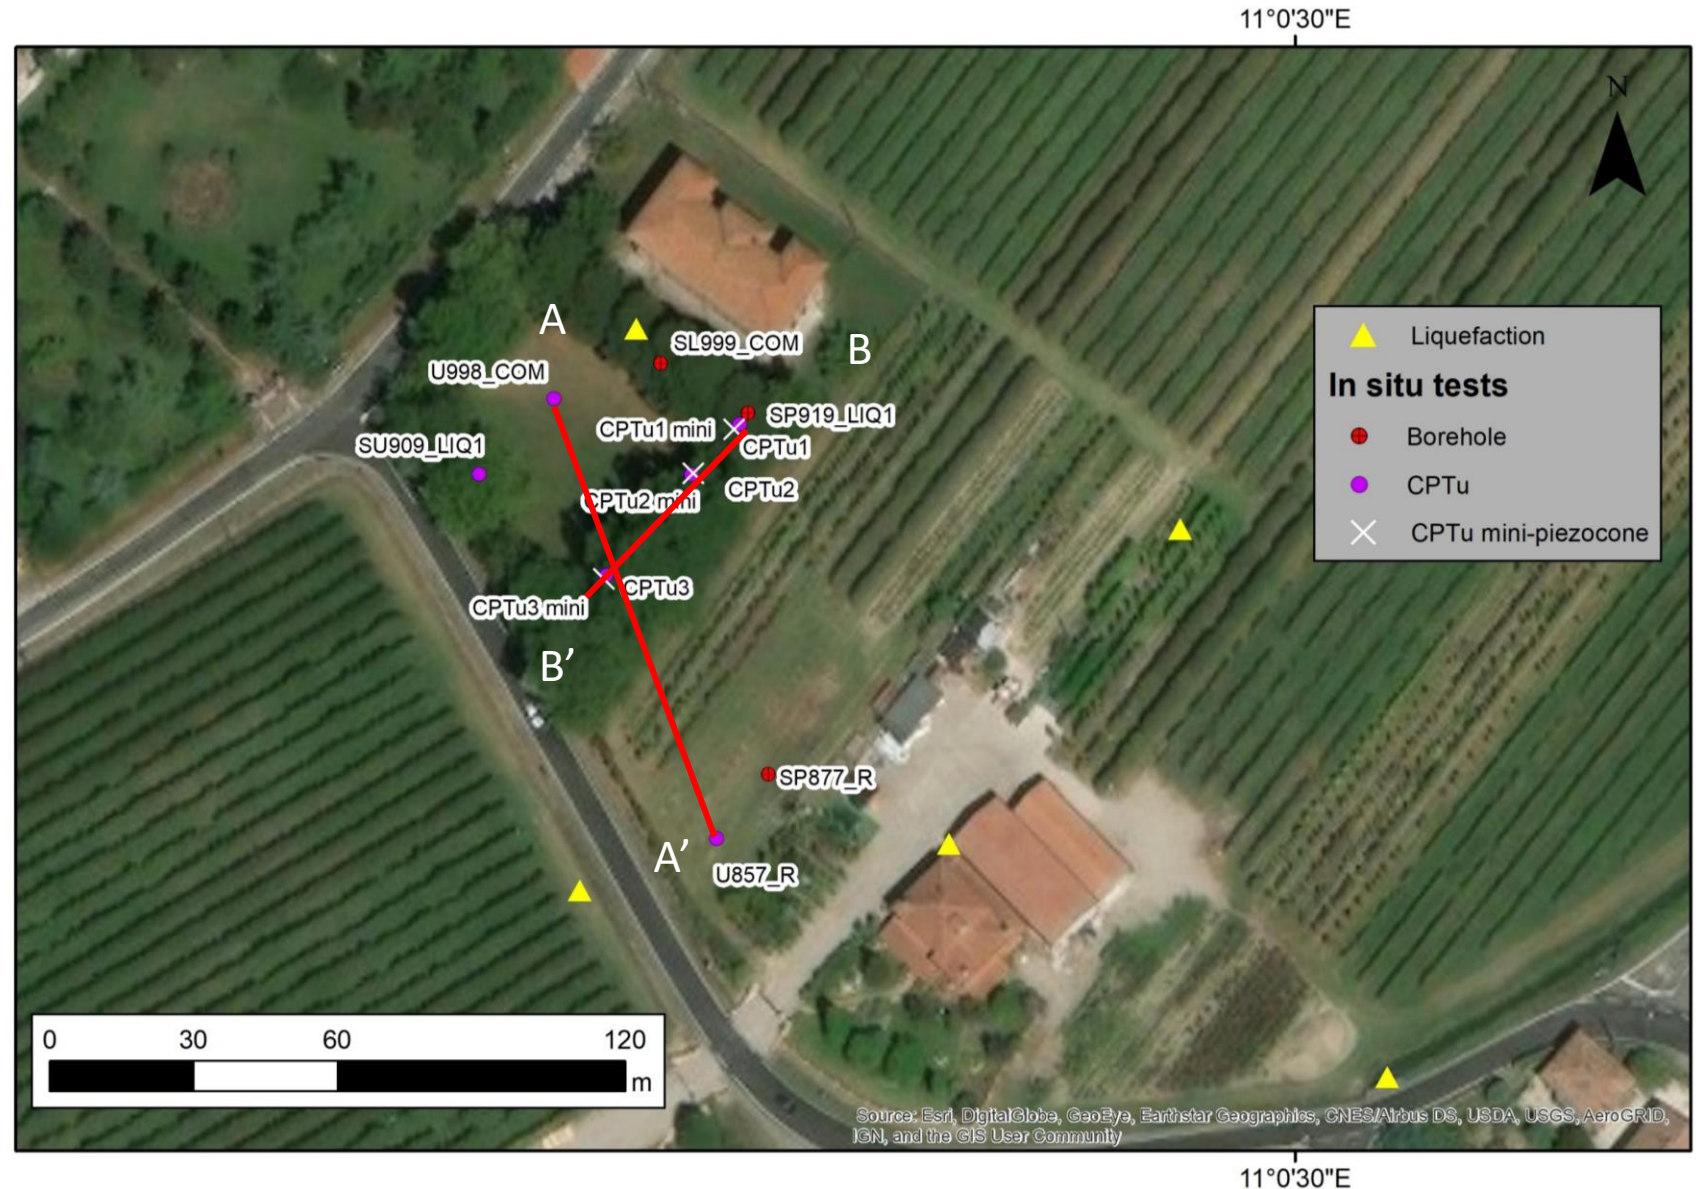 11°0'30"E
N
A
SL999_COM
B
U998_COM
SP919_LIQ1
CPTu1 mini
SU909_LIQ1
CPTu1
CPTu2
CPTu2 mini
CPTu3
CPTu3 mini
B’
SP877_R
A’
U857_R
Liquefaction
In situ tests
Borehole
CPTu
CPTu mini-piezocone
0 30 60 120
m
Source: Esri, DigitalGlobe, GeoEye, Earthstar Geographics, CNES/Airbus DS, USDA, USGS, AeroGRID,
IGN, and the GIS User Community
11°0'30"E